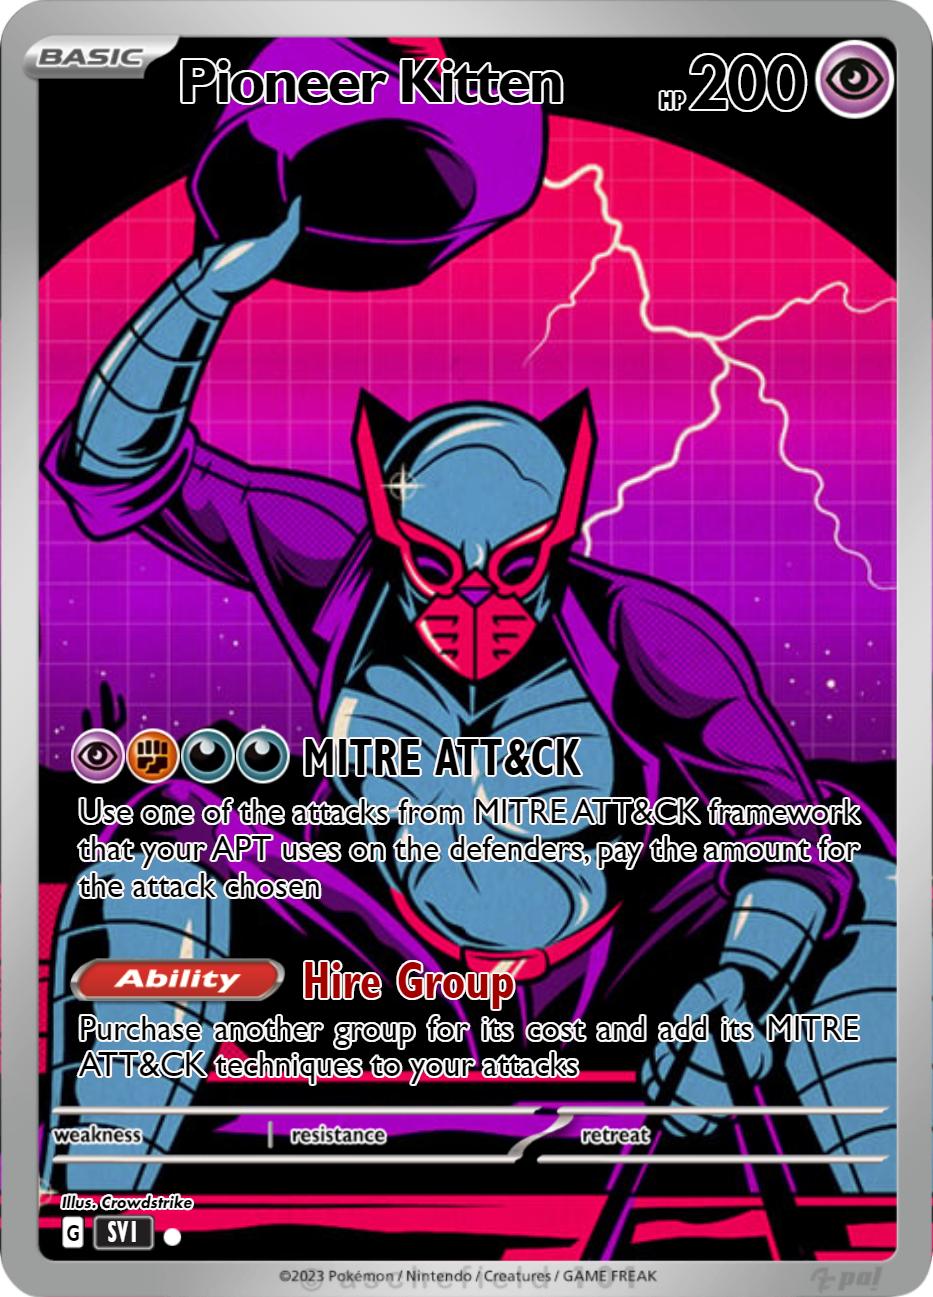 BASIC
Pioneer Kitten
HP 200
MITRE ATT&CK
Use one of the attacks from MITRE ATT&CK framework
that your APT uses on the defenders, pay the amount for
the attack chosen
Ability Hire Group
Purchase another group for its cost and add its MITRE
ATT&CK techniques to your attacks
weakness resistance retreat
Illus. Crowdstrike
G SVI
©2023 Pokémon / Nintendo / Creatures / GAME FREAK